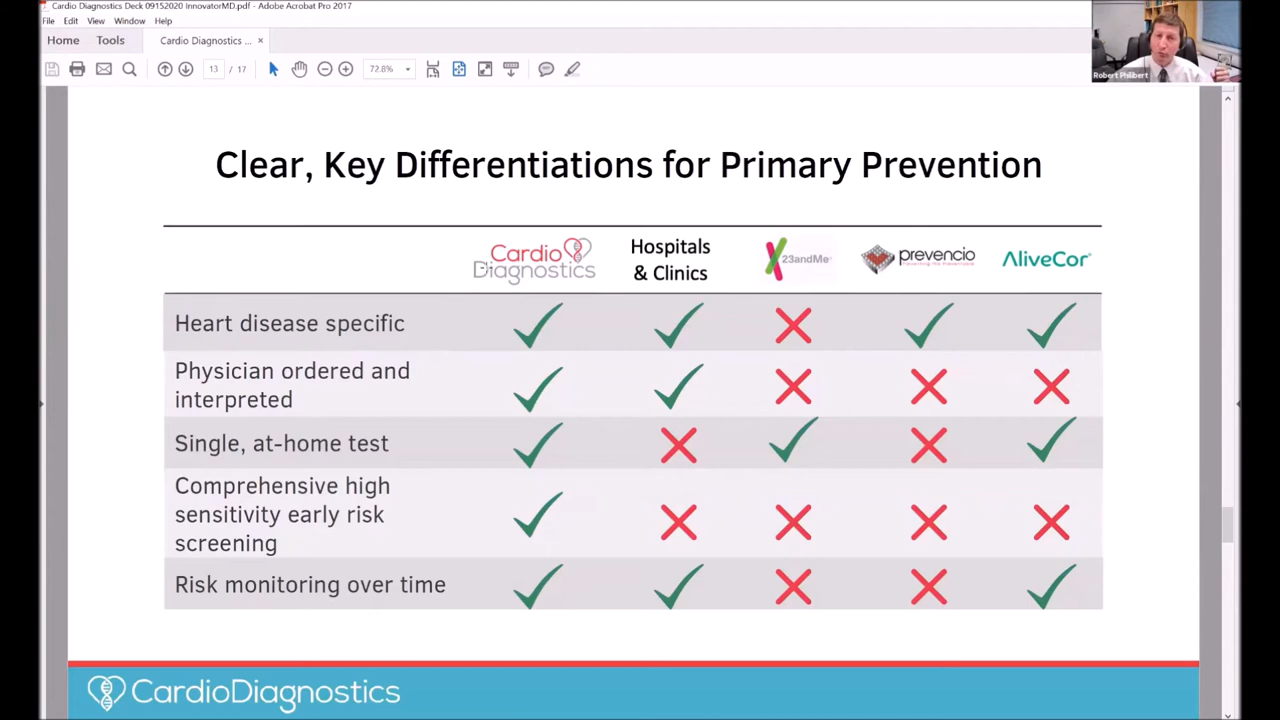 Cardio Diagnostics Deck 09152020 InnovatorMD.pdf - Adobe Acrobat Pro 2017
File Edit View Window Help
Home Tools Cardio Diagnostics ... ×
13 / 17 72.8%
Robert Philibert
Clear, Key Differentiations for Primary Prevention
Cardio
Diagnostics
Hospitals
& Clinics
23andMe
prevencio
AliveCor
Heart disease specific
Physician ordered and
interpreted
Single, at-home test
Comprehensive high
sensitivity early risk
screening
Risk monitoring over time
CardioDiagnostics